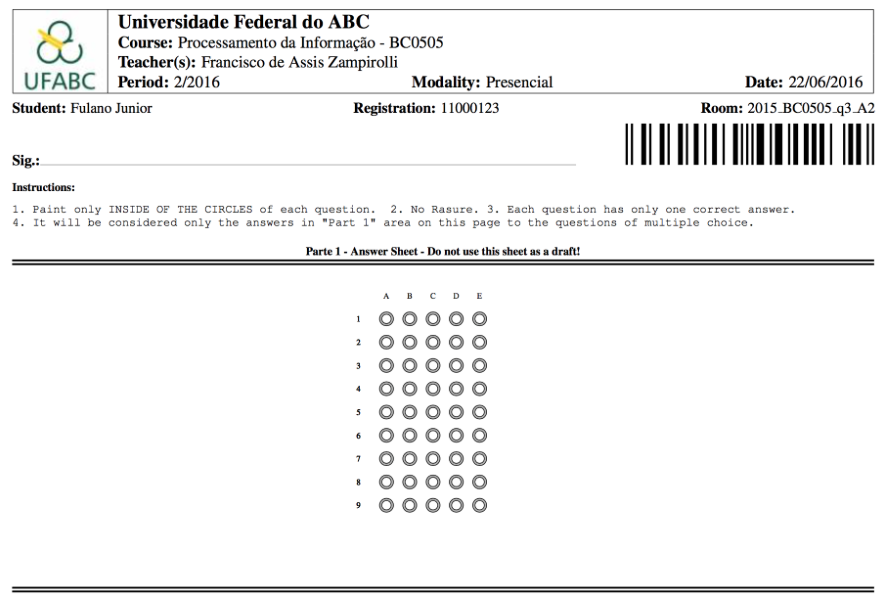 UFABC
Universidade Federal do ABC
Course: Processamento da Informação - BC0505
Teacher(s): Francisco de Assis Zampirolli
Period: 2/2016 Modality: Presencial Date: 22/06/2016
Student: Fulano Junior Registration: 11000123 Room: 2015_BC0505_q3_A2
Sig.:
Instructions:
1. Paint only INSIDE OF THE CIRCLES of each question. 2. No Rasure. 3. Each question has only one correct answer.
4. It will be considered only the answers in "Part 1" area on this page to the questions of multiple choice.
Parte 1 - Answer Sheet - Do not use this sheet as a draft!
A B C D E
1
2
3
4
5
6
7
8
9